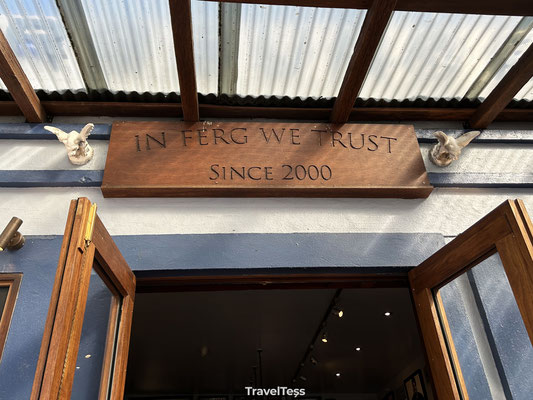 IN FERG WE TRUST
SINCE 2000
TravelTess